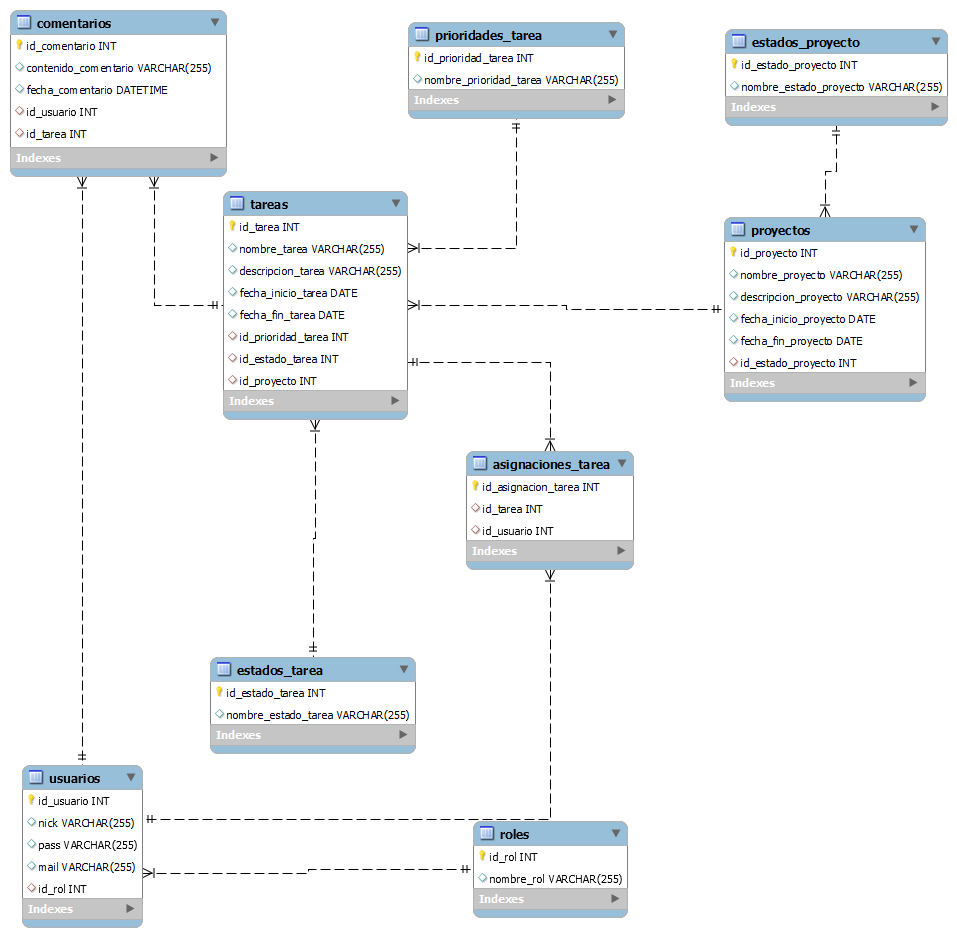 comentarios
id_comentario INT
contenido_comentario VARCHAR(255)
fecha_comentario DATETIME
id_usuario INT
id_tarea INT
Indexes
prioridades_tarea
id_prioridad_tarea INT
nombre_prioridad_tarea VARCHAR(255)
Indexes
estados_proyecto
id_estado_proyecto INT
nombre_estado_proyecto VARCHAR(255)
Indexes
tareas
id_tarea INT
nombre_tarea VARCHAR(255)
descripcion_tarea VARCHAR(255)
fecha_inicio_tarea DATE
fecha_fin_tarea DATE
id_prioridad_tarea INT
id_estado_tarea INT
id_proyecto INT
Indexes
proyectos
id_proyecto INT
nombre_proyecto VARCHAR(255)
descripcion_proyecto VARCHAR(255)
fecha_inicio_proyecto DATE
fecha_fin_proyecto DATE
id_estado_proyecto INT
Indexes
asignaciones_tarea
id_asignacion_tarea INT
id_tarea INT
id_usuario INT
Indexes
estados_tarea
id_estado_tarea INT
nombre_estado_tarea VARCHAR(255)
Indexes
usuarios
id_usuario INT
nick VARCHAR(255)
pass VARCHAR(255)
mail VARCHAR(255)
id_rol INT
Indexes
roles
id_rol INT
nombre_rol VARCHAR(255)
Indexes